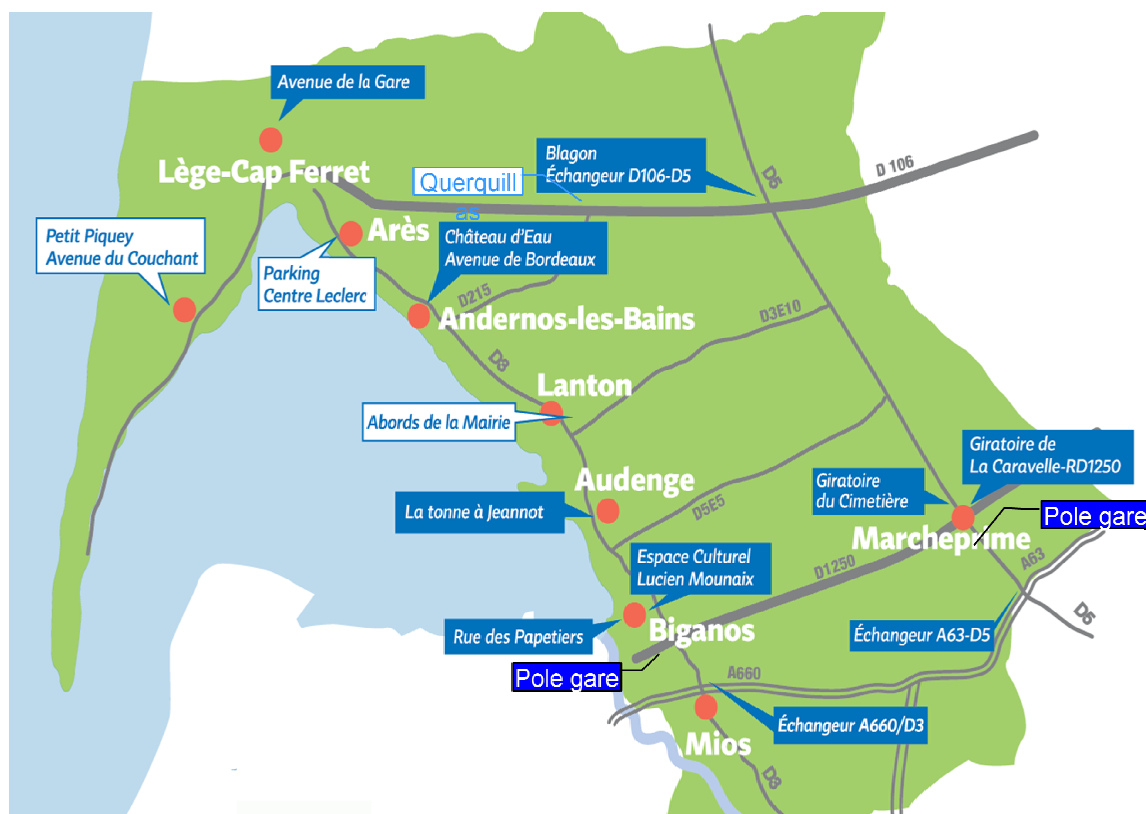 Avenue de la Gare
Lège-Cap Ferret
Blagon
Échangeur D106-D5
D5
D 106
Querquill
as
Petit Piquey
Avenue du Couchant
Arès
Parking
Centre Leclerc
Château d'Eau
Avenue de Bordeaux
D215
Andernos-les-Bains
D3E10
D3
Lanton
Abords de la Mairie
Giratoire de
La Caravelle-RD1250
Giratoire
du Cimetière
Audenge
La tonne à Jeannot
D5E5
Pole gare
Marcheprime
Espace Culturel
Lucien Mounaix
D1250
A63
D5
Rue des Papetiers
Biganos
Échangeur A63-D5
Pole gare
A660
Échangeur A660/D3
Mios
D3